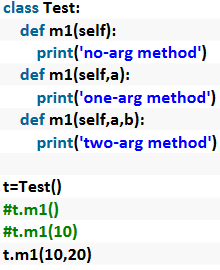 class Test:
    def m1(self):
        print('no-arg method')
    def m1(self,a):
        print('one-arg method')
    def m1(self,a,b):
        print('two-arg method')
t=Test()
#t.m1()
#t.m1(10)
t.m1(10,20)